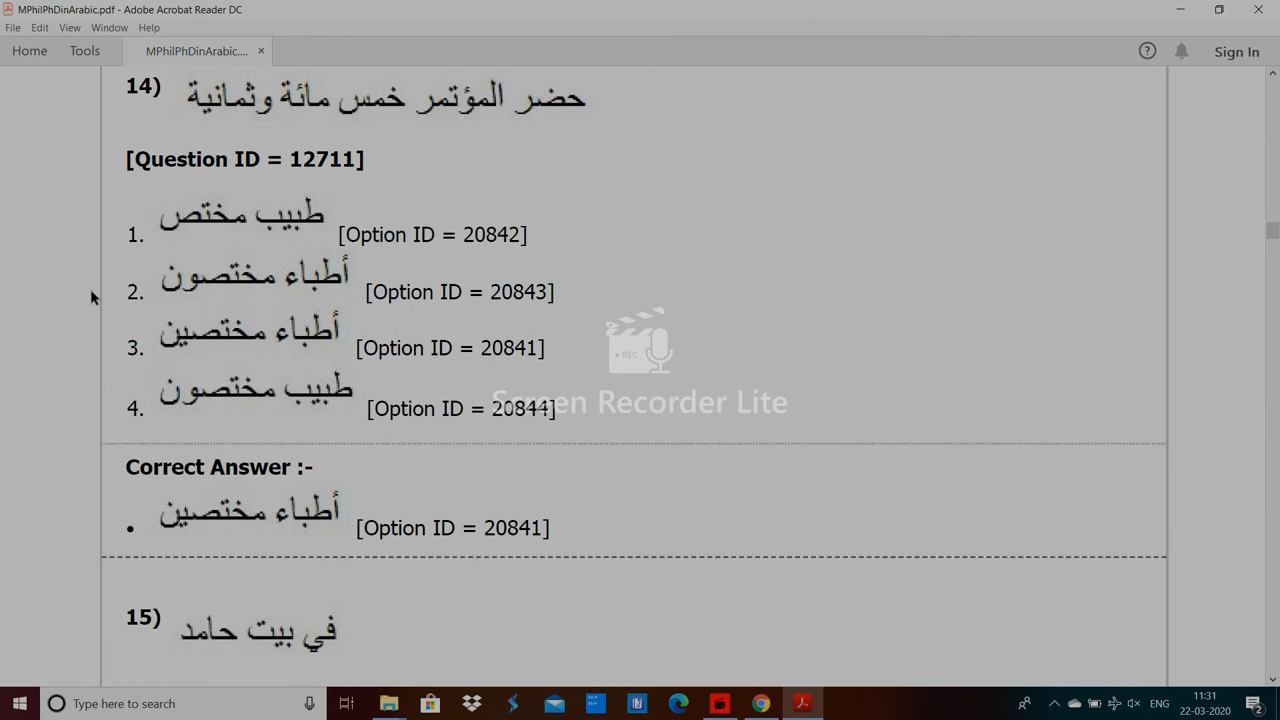 MPhilPhDinArabic.pdf - Adobe Acrobat Reader DC
File Edit View Window Help
Home Tools MPhilPhDinArabic.... × Sign In
14) حضر المؤتمر خمس مائة وثمانية
[Question ID = 12711]
1. طبيب مختص [Option ID = 20842]
2. أطباء مختصون [Option ID = 20843]
3. أطباء مختصين [Option ID = 20841]
4. طبيب مختصون [Option ID = 20844]
REC
Screen Recorder Lite
Correct Answer :-
• أطباء مختصين [Option ID = 20841]
15) في بيت حامد
Type here to search ENG 11:31
22-03-2020 2